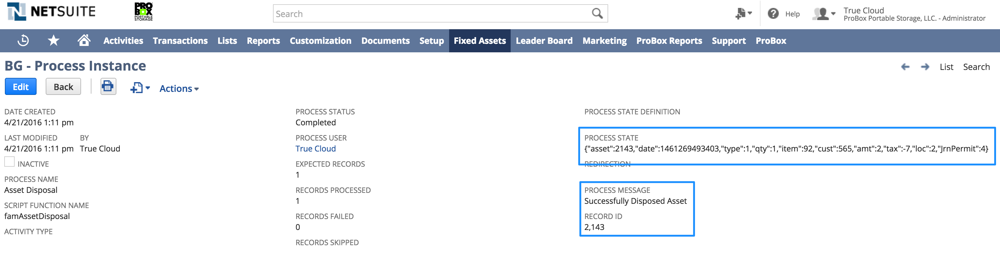 NETSUITE
PRO
BOX
PORTABLE
STORAGE
Search
Help
True Cloud
ProBox Portable Storage, LLC. - Administrator
Activities Transactions Lists Reports Customization Documents Setup Fixed Assets Leader Board Marketing ProBox Reports Support ProBox
BG - Process Instance
List Search
Edit Back Actions
DATE CREATED
4/21/2016 1:11 pm
LAST MODIFIED BY
4/21/2016 1:11 pm True Cloud
INACTIVE
PROCESS NAME
Asset Disposal
SCRIPT FUNCTION NAME
famAssetDisposal
ACTIVITY TYPE
PROCESS STATUS
Completed
PROCESS USER
True Cloud
EXPECTED RECORDS
1
RECORDS PROCESSED
1
RECORDS FAILED
0
RECORDS SKIPPED
PROCESS STATE DEFINITION
PROCESS STATE
{"asset":2143,"date":1461269493403,"type":1,"qty":1,"item":92,"cust":565,"amt":2,"tax":-7,"loc":2,"JrnPermit":4}
REDIRECTION
PROCESS MESSAGE
Successfully Disposed Asset
RECORD ID
2,143